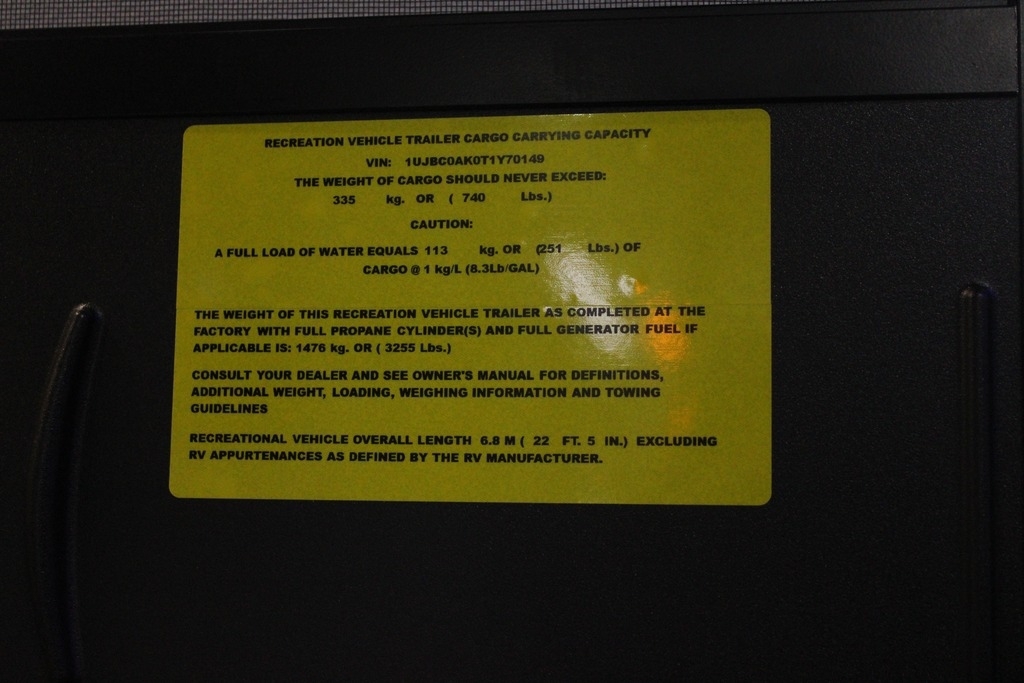 RECREATION VEHICLE TRAILER CARGO CARRYING CAPACITY
VIN: 1UJBC0AK0T1Y70149
THE WEIGHT OF CARGO SHOULD NEVER EXCEED:
335 kg. OR ( 740 Lbs.)
CAUTION:
A FULL LOAD OF WATER EQUALS 113 kg. OR (251 Lbs.) OF
CARGO @ 1 kg/L (8.3Lb/GAL)
THE WEIGHT OF THIS RECREATION VEHICLE TRAILER AS COMPLETED AT THE
FACTORY WITH FULL PROPANE CYLINDER(S) AND FULL GENERATOR FUEL IF
APPLICABLE IS: 1476 kg. OR ( 3255 Lbs.)
CONSULT YOUR DEALER AND SEE OWNER'S MANUAL FOR DEFINITIONS,
ADDITIONAL WEIGHT, LOADING, WEIGHING INFORMATION AND TOWING
GUIDELINES
RECREATIONAL VEHICLE OVERALL LENGTH 6.8 M ( 22 FT. 5 IN.) EXCLUDING
RV APPURTENANCES AS DEFINED BY THE RV MANUFACTURER.